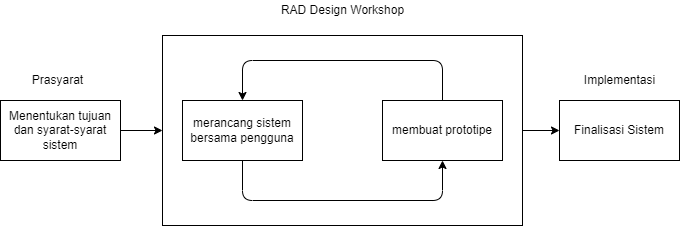 RAD Design Workshop
Prasyarat
Implementasi
Menentukan tujuan
dan syarat-syarat
sistem
merancang sistem
bersama pengguna
membuat prototipe
Finalisasi Sistem